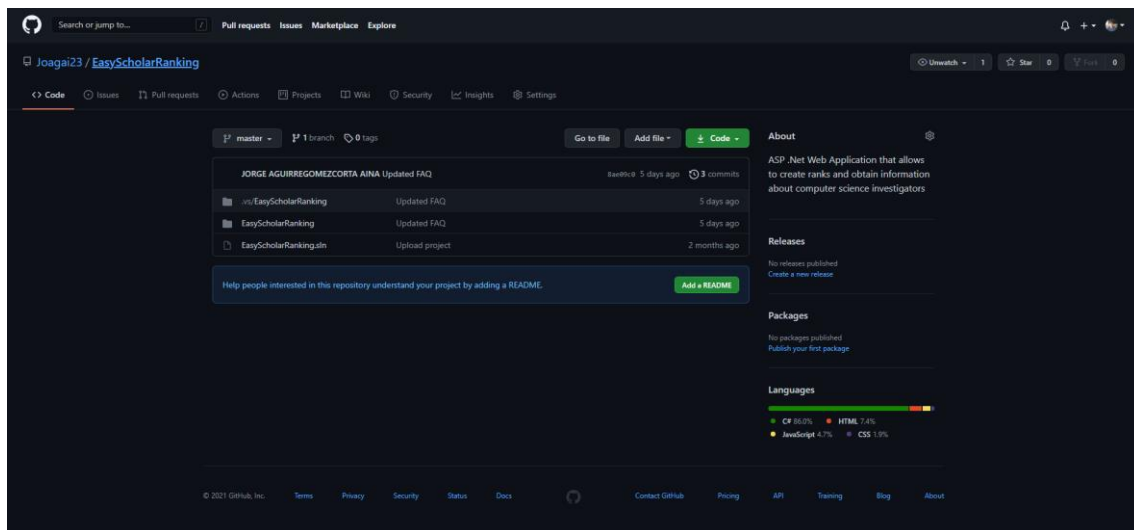 Search or jump to... / Pull requests Issues Marketplace Explore
Joagai23 / EasyScholarRanking Unwatch 1 Star 0 Fork 0
Code Issues Pull requests Actions Projects Wiki Security Insights Settings
master 1 branch 0 tags Go to file Add file Code
JORGE AGUIRREGOMEZCORTA AINA Updated FAQ 5 days ago 3 commits
.vs/EasyScholarRanking Updated FAQ 5 days ago
EasyScholarRanking Updated FAQ 5 days ago
EasyScholarRanking.sln Upload project 2 months ago
Help people interested in this repository understand your project by adding a README. Add a README
About
ASP .Net Web Application that allows
to create ranks and obtain information
about computer science investigators
Releases
No releases published
Create a new release
Packages
No packages published
Publish your first package
Languages
C# 86.0% HTML 7.4%
JavaScript 4.7% CSS 1.9%
© 2021 GitHub, Inc. Terms Privacy Security Status Docs Contact GitHub Pricing API Training Blog About